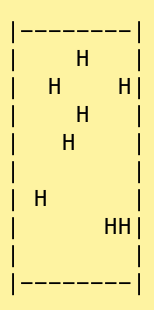 |--------|
|    H   |
|  H    H|
|    H   |
|   H    |
|        |
| H      |
|      HH|
|        |
|--------|